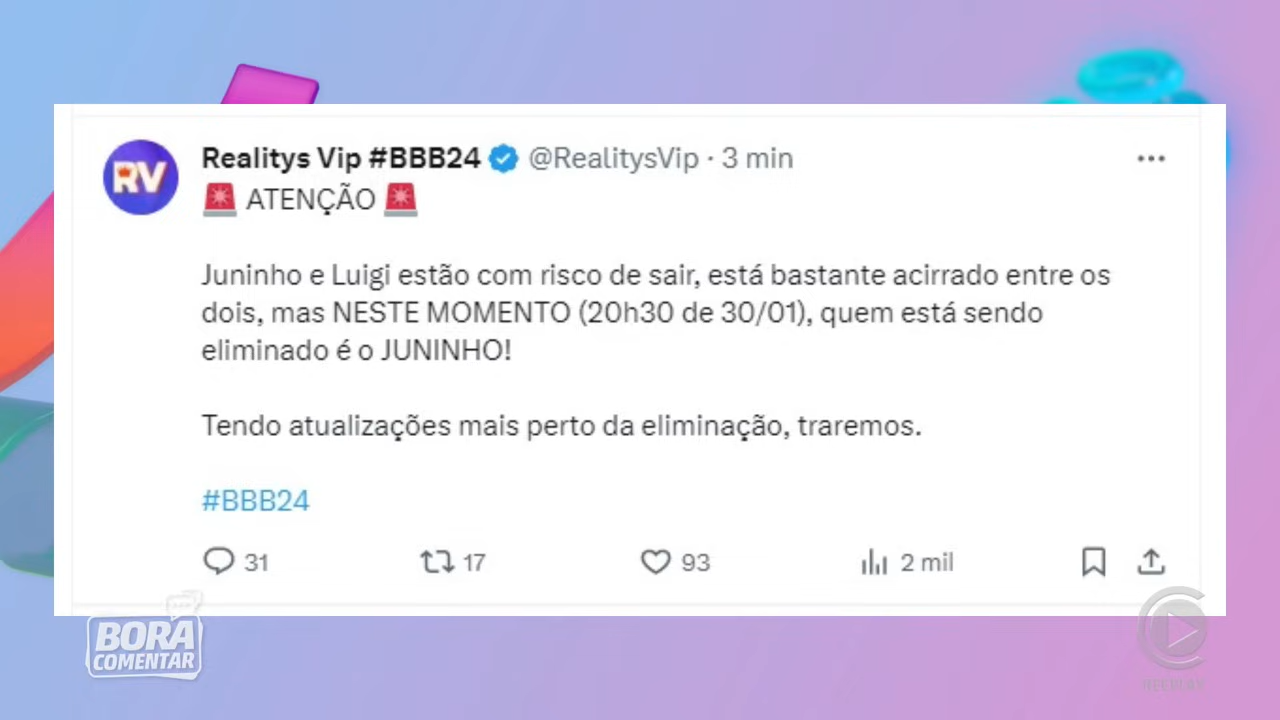 RV
Realitys Vip #BBB24 @RealitysVip · 3 min
🚨 ATENÇÃO 🚨
Juninho e Luigi estão com risco de sair, está bastante acirrado entre os
dois, mas NESTE MOMENTO (20h30 de 30/01), quem está sendo
eliminado é o JUNINHO!
Tendo atualizações mais perto da eliminação, traremos.
#BBB24
31 17 93 2 mil
BORA
COMENTAR